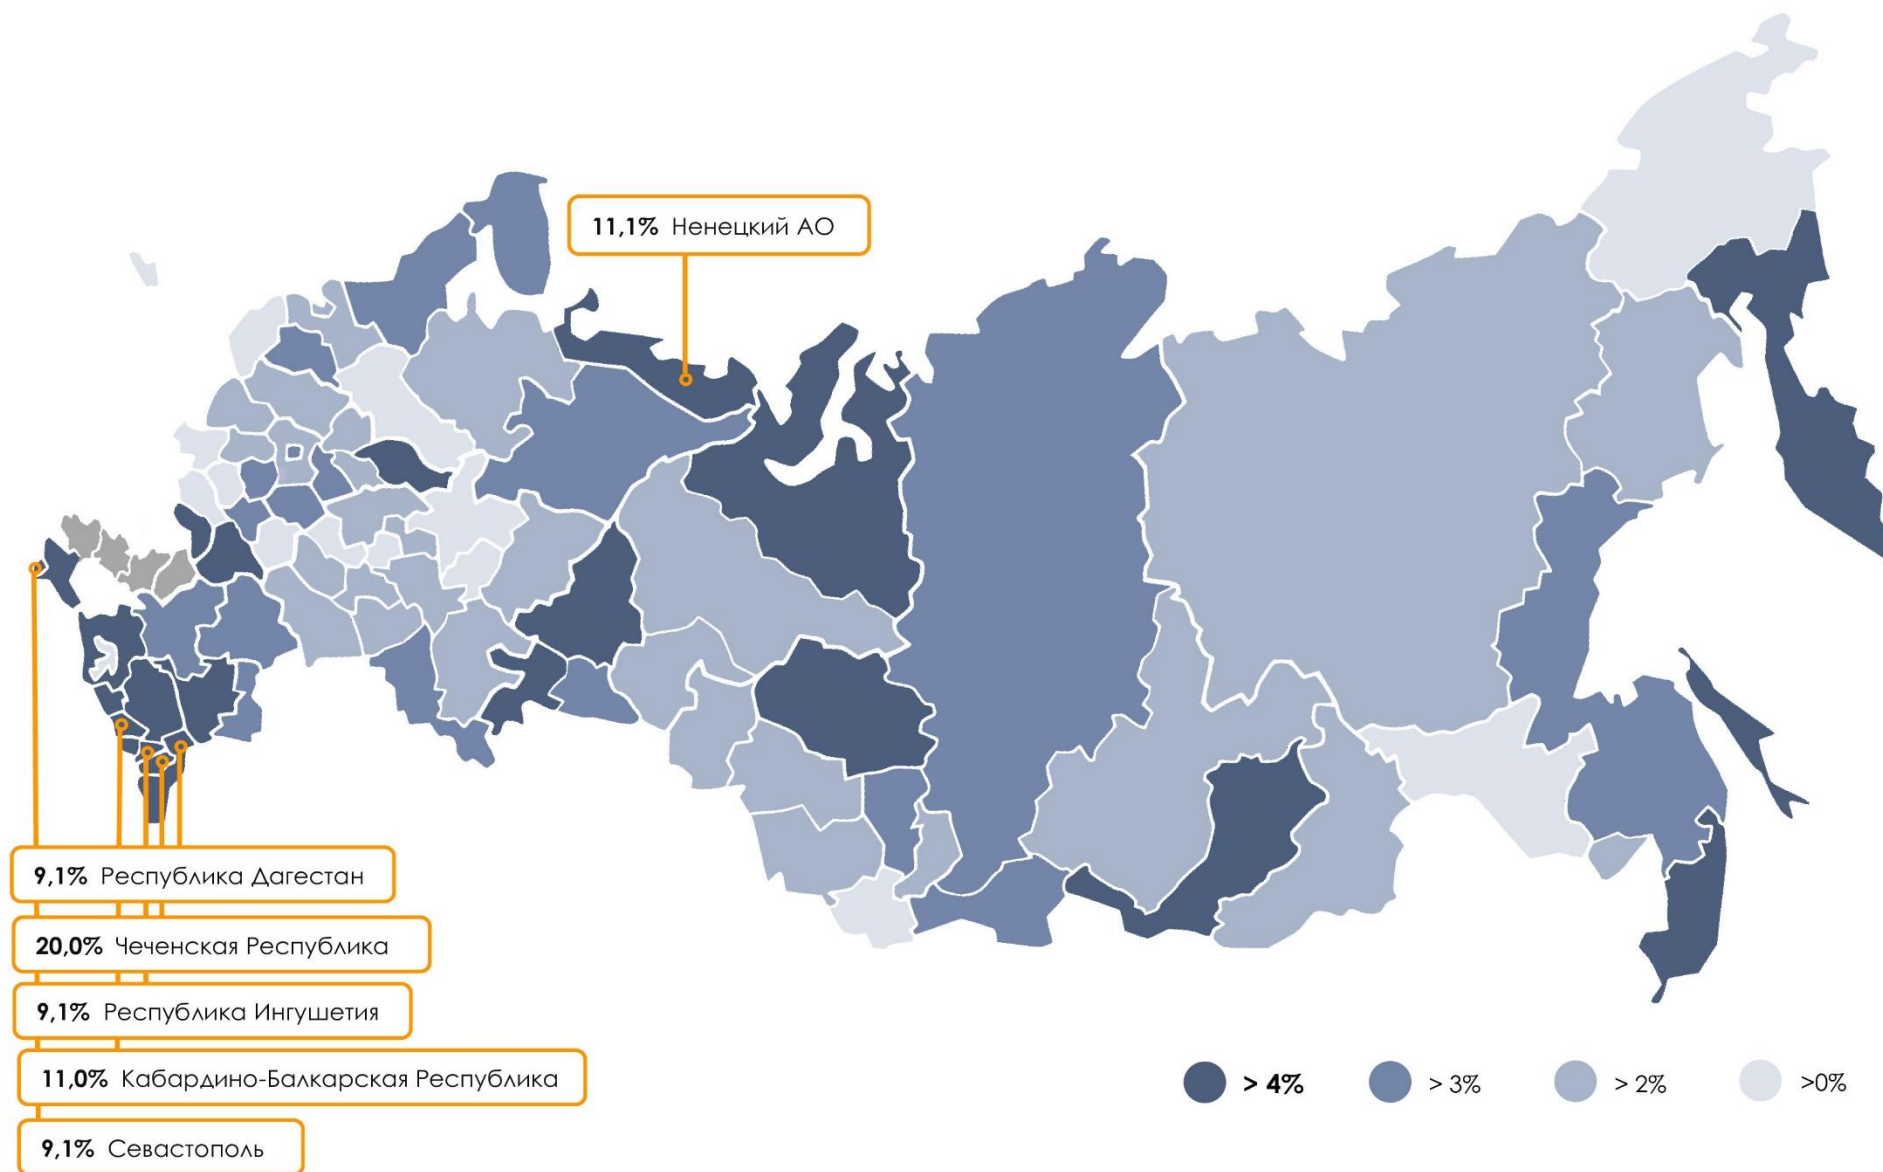 11,1% Ненецкий АО
9,1% Республика Дагестан
20,0% Чеченская Республика
9,1% Республика Ингушетия
11,0% Кабардино-Балкарская Республика
9,1% Севастополь
> 4% > 3% > 2% >0%